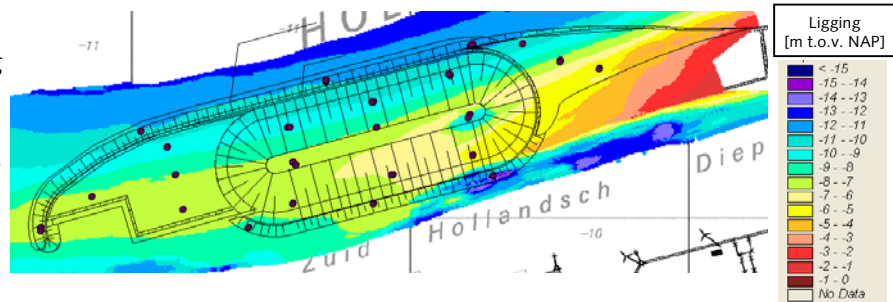 HOL
-11
-11
Hollandsch
Diep
Zuid
-10
Ligging
[m t.o.v. NAP]
< -15
-15 - -14
-14 - -13
-13 - -12
-12 - -11
-11 - -10
-10 - -9
-9 - -8
-8 - -7
-7 - -6
-6 - -5
-5 - -4
-4 - -3
-3 - -2
-2 - -1
-1 - 0
No Data